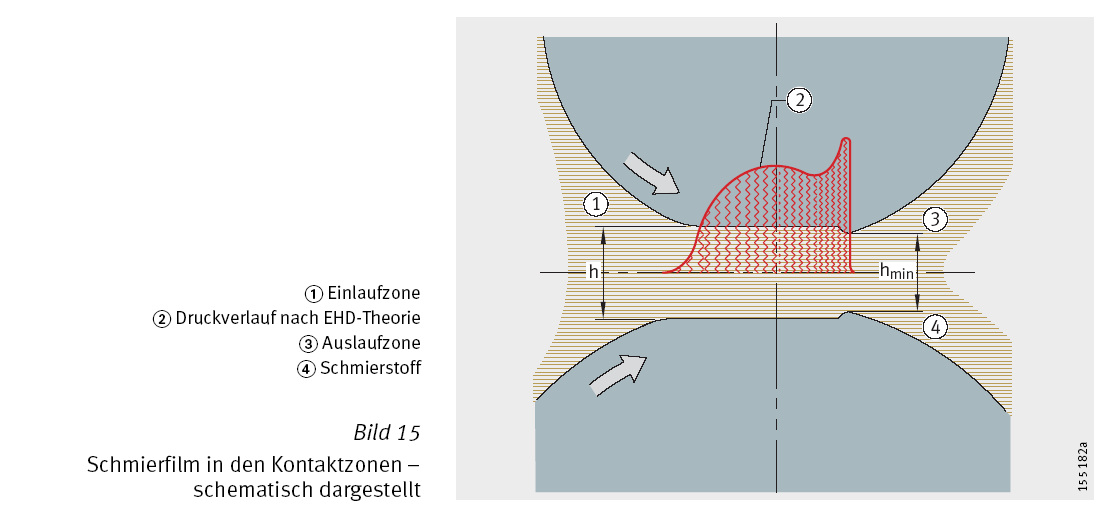 ① Einlaufzone
② Druckverlauf nach EHD-Theorie
③ Auslaufzone
④ Schmierstoff
Bild 15
Schmierfilm in den Kontaktzonen –
schematisch dargestellt
2
1
3
h
hmin
4
155182a